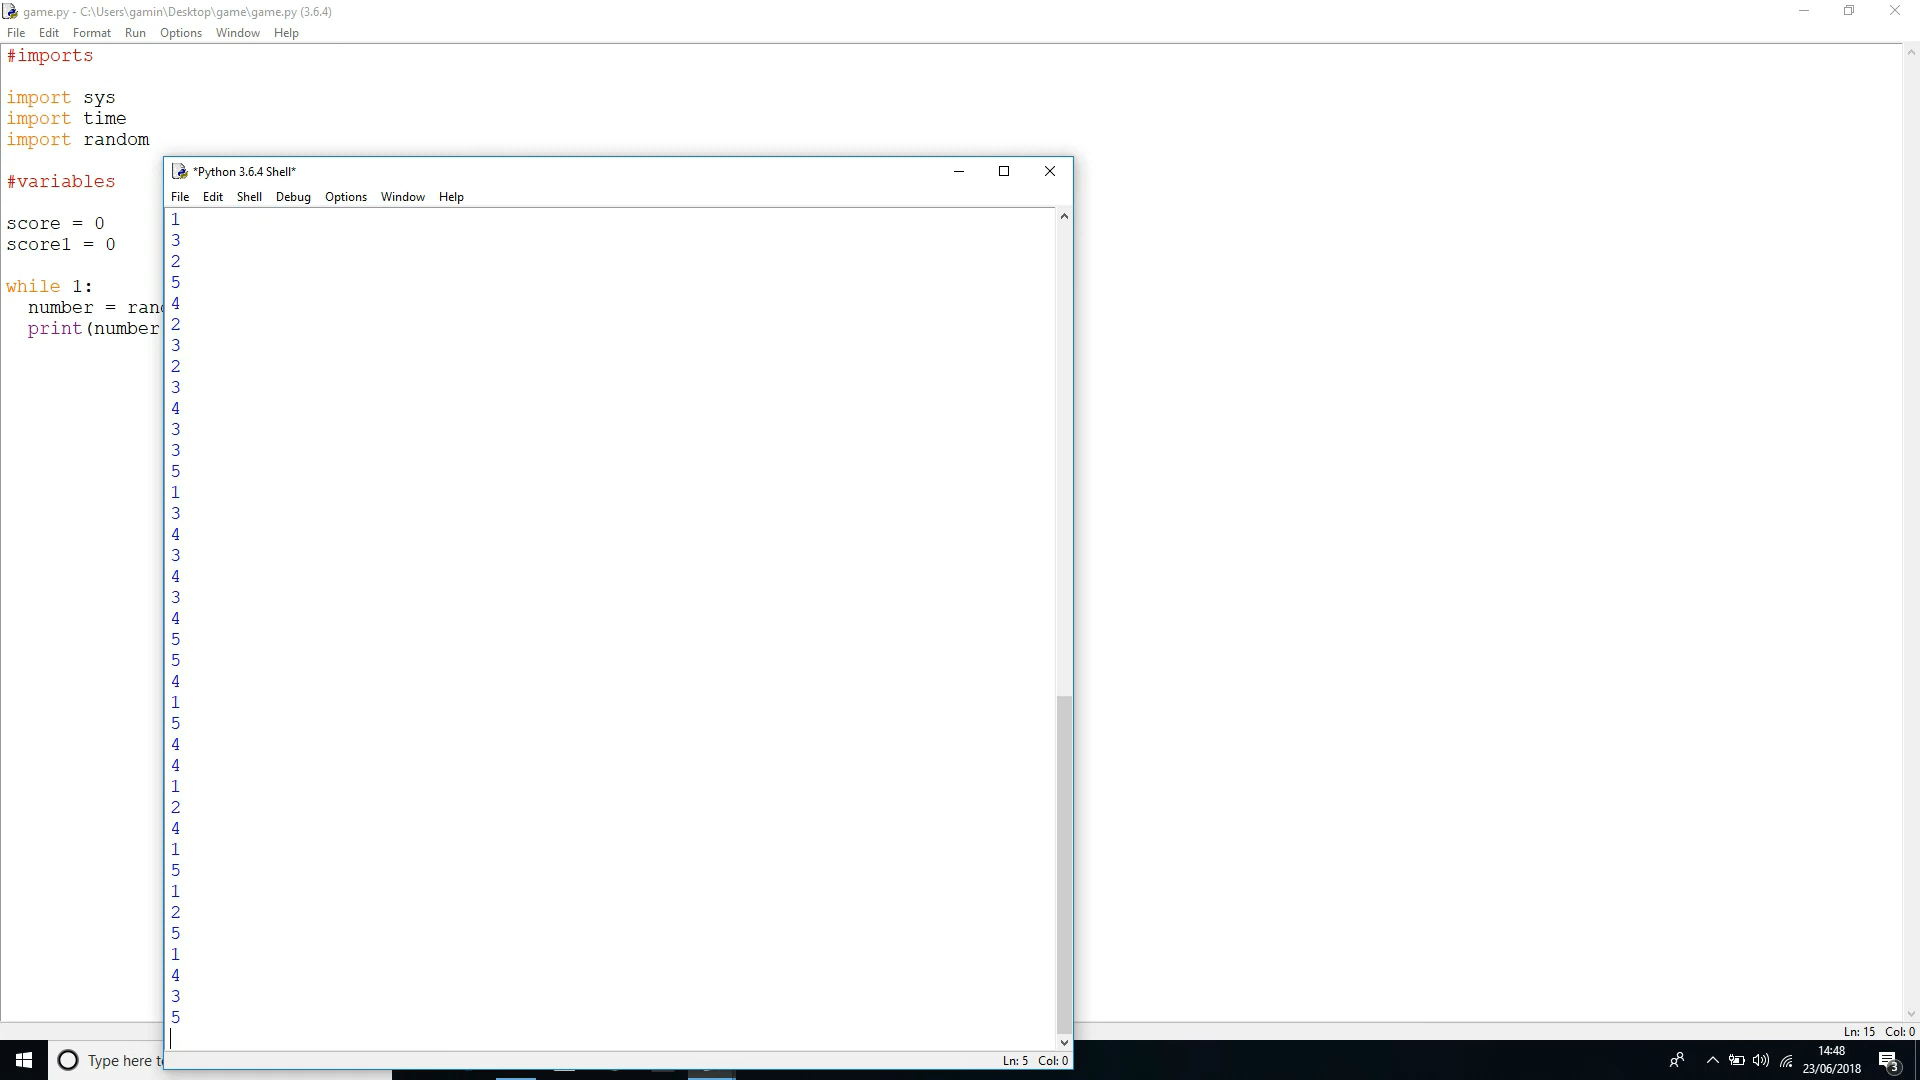 game.py - C:\Users\gamin\Desktop\game\game.py (3.6.4)
File Edit Format Run Options Window Help
#imports
import sys
import time
import random
#variables
score = 0
score1 = 0
while 1:
number = rand
print(number
*Python 3.6.4 Shell*
File Edit Shell Debug Options Window Help
1
3
2
5
4
2
3
2
3
4
3
3
5
1
3
4
3
4
3
4
5
5
4
1
5
4
4
1
2
4
1
5
1
2
5
1
4
3
5
Ln: 5 Col: 0
Ln: 15 Col: 0
Type here t
14:48
23/06/2018
3